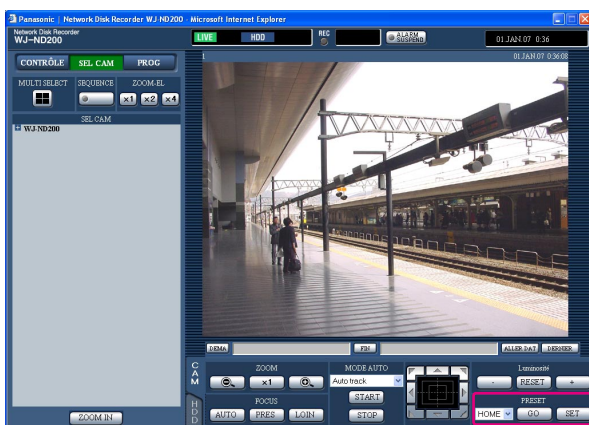 Panasonic | Network Disk Recorder WJ-ND200 - Microsoft Internet Explorer
Network Disk Recorder
WJ-ND200
LIVE HDD REC ALARM SUSPEND 01.JAN.07 0:36
CONTRÔLE SEL CAM PROG
1 01.JAN.07 0:36:08
MULTI SELECT SEQUENCE ZOOM-EL
x1 x2 x4
SEL CAM
WJ-ND200
DEMA FIN ALLER DAT DERNIER
CAM
HDD
ZOOM
x1
FOCUS
AUTO PRES LOIN
MODE AUTO
Auto track
START
STOP
Luminosité
- RESET +
PRESET
HOME GO SET
ZOOM IN